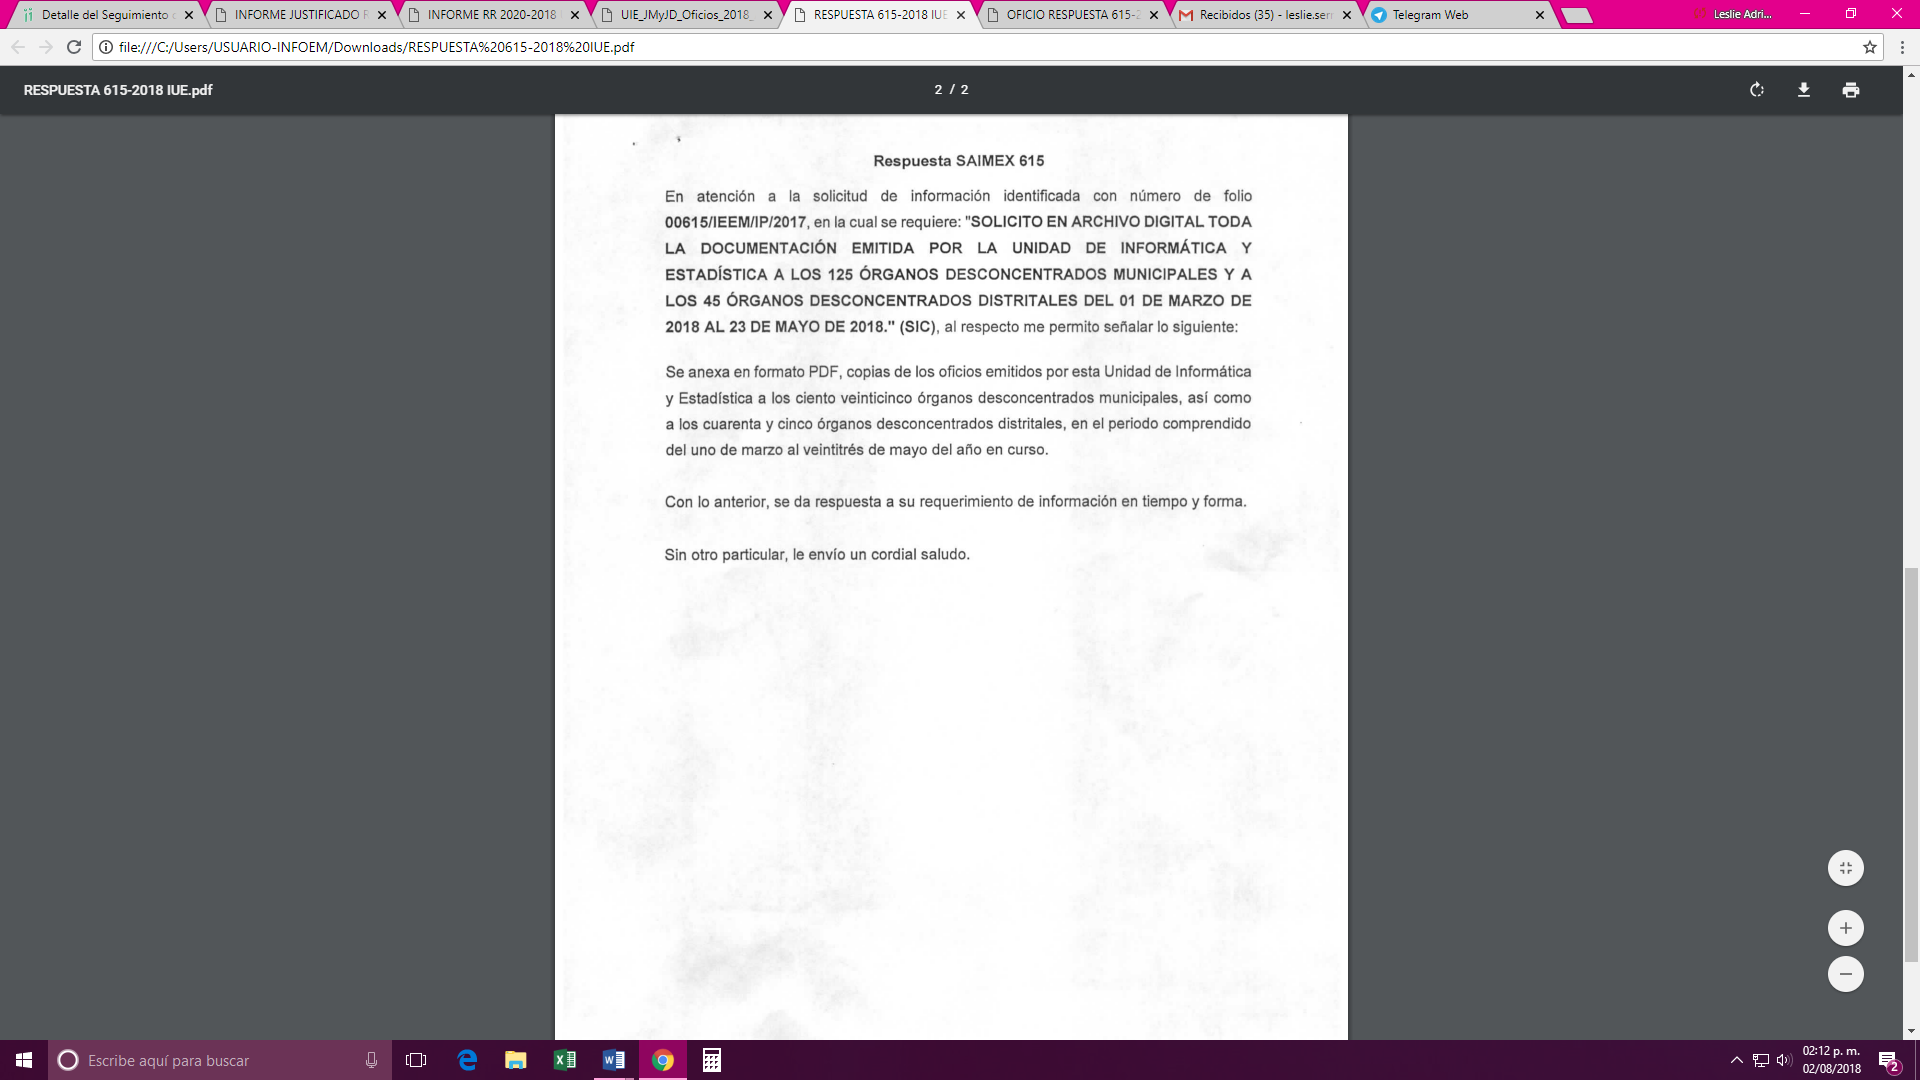 Detalle del Seguimiento d
INFORME JUSTIFICADO R
INFORME RR 2020-2018
UIE_JMyJD_Oficios_2018_
RESPUESTA 615-2018 IUE
OFICIO RESPUESTA 615-2
Recibidos (35) - leslie.serr
Telegram Web
Leslie Adri...
file:///C:/Users/USUARIO-INFOEM/Downloads/RESPUESTA%20615-2018%20IUE.pdf
RESPUESTA 615-2018 IUE.pdf
2 / 2
Respuesta SAIMEX 615
En atención a la solicitud de información identificada con número de folio
00615/IEEM/IP/2017, en la cual se requiere: "SOLICITO EN ARCHIVO DIGITAL TODA
LA DOCUMENTACIÓN EMITIDA POR LA UNIDAD DE INFORMÁTICA Y
ESTADÍSTICA A LOS 125 ÓRGANOS DESCONCENTRADOS MUNICIPALES Y A
LOS 45 ÓRGANOS DESCONCENTRADOS DISTRITALES DEL 01 DE MARZO DE
2018 AL 23 DE MAYO DE 2018." (SIC), al respecto me permito señalar lo siguiente:
Se anexa en formato PDF, copias de los oficios emitidos por esta Unidad de Informática
y Estadística a los ciento veinticinco órganos desconcentrados municipales, así como
a los cuarenta y cinco órganos desconcentrados distritales, en el periodo comprendido
del uno de marzo al veintitrés de mayo del año en curso.
Con lo anterior, se da respuesta a su requerimiento de información en tiempo y forma.
Sin otro particular, le envío un cordial saludo.
Escribe aquí para buscar
02:12 p. m.
02/08/2018
2